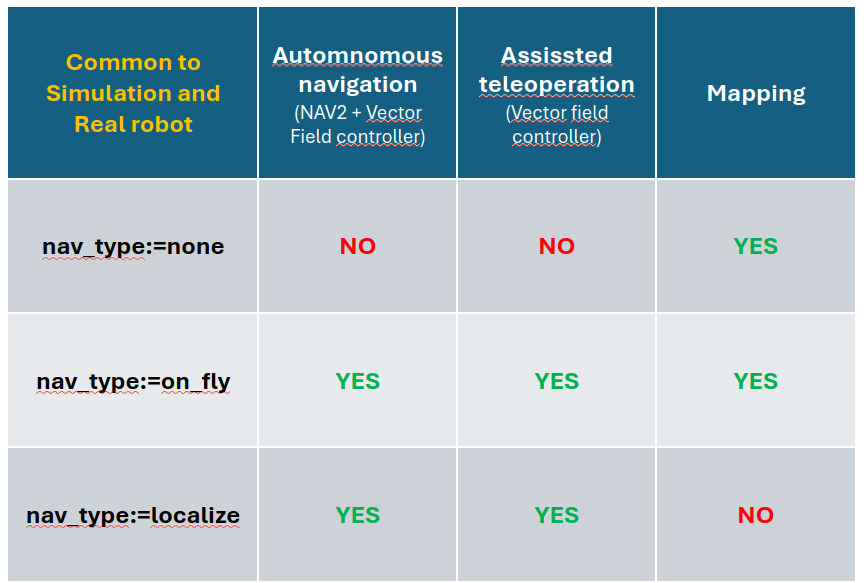 Common to
Simulation and
Real robot
Automnomous
navigation
(NAV2 + Vector
Field controller)
Assissted
teleoperation
(Vector field
controller)
Mapping
nav_type:=none
NO
NO
YES
nav_type:=on_fly
YES
YES
YES
nav_type:=localize
YES
YES
NO